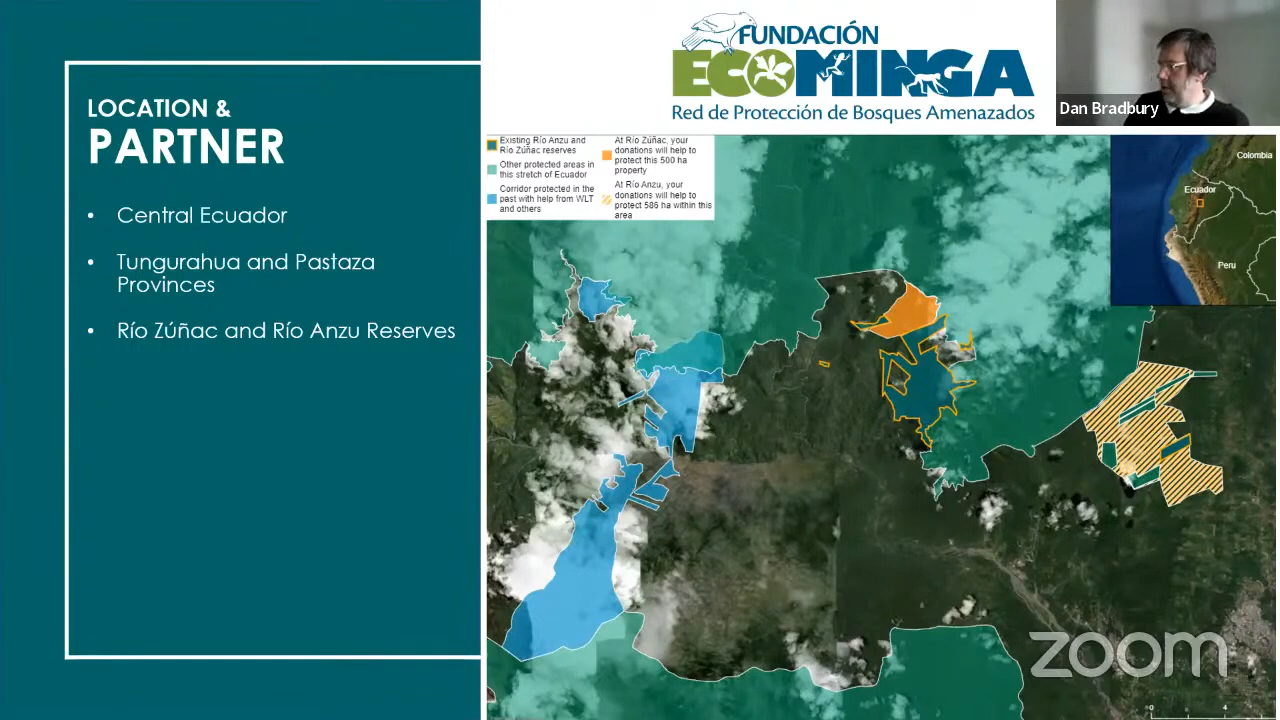 LOCATION &
PARTNER
• Central Ecuador
• Tungurahua and Pastaza
Provinces
• Río Zúñac and Río Anzu Reserves
FUNDACIÓN
ECOMINGA
Red de Protección de Bosques Amenazados
Dan Bradbury
Existing Río Anzu and
Río Zúñac reserves
Other protected areas in
this stretch of Ecuador
Corridor protected in the
past with help from WLT
and others
At Río Zúñac, your
donations will help to
protect this 500 ha
property
At Río Anzu, your
donations will help to
protect 586 ha within this
area
Colombia
Ecuador
Peru
zoom
0 4